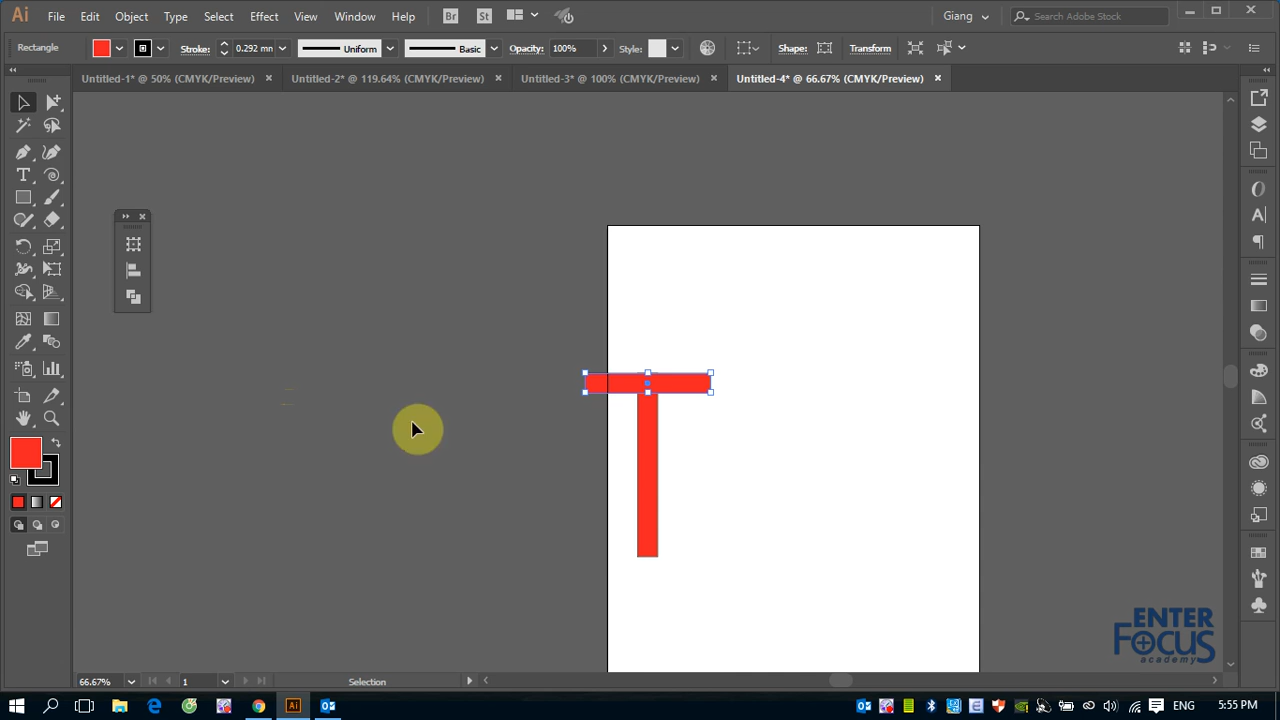 Ai File Edit Object Type Select Effect View Window Help Br St Giang Search Adobe Stock
Rectangle Stroke: 0.292 mn Uniform Basic Opacity: 100% Style: Shape: Transform
Untitled-1* @ 50% (CMYK/Preview) × Untitled-2* @ 119.64% (CMYK/Preview) × Untitled-3* @ 100% (CMYK/Preview) × Untitled-4* @ 66.67% (CMYK/Preview) ×
ENTER
FOCUS
academy
66.67% 1 Selection
Ai 5:55 PM